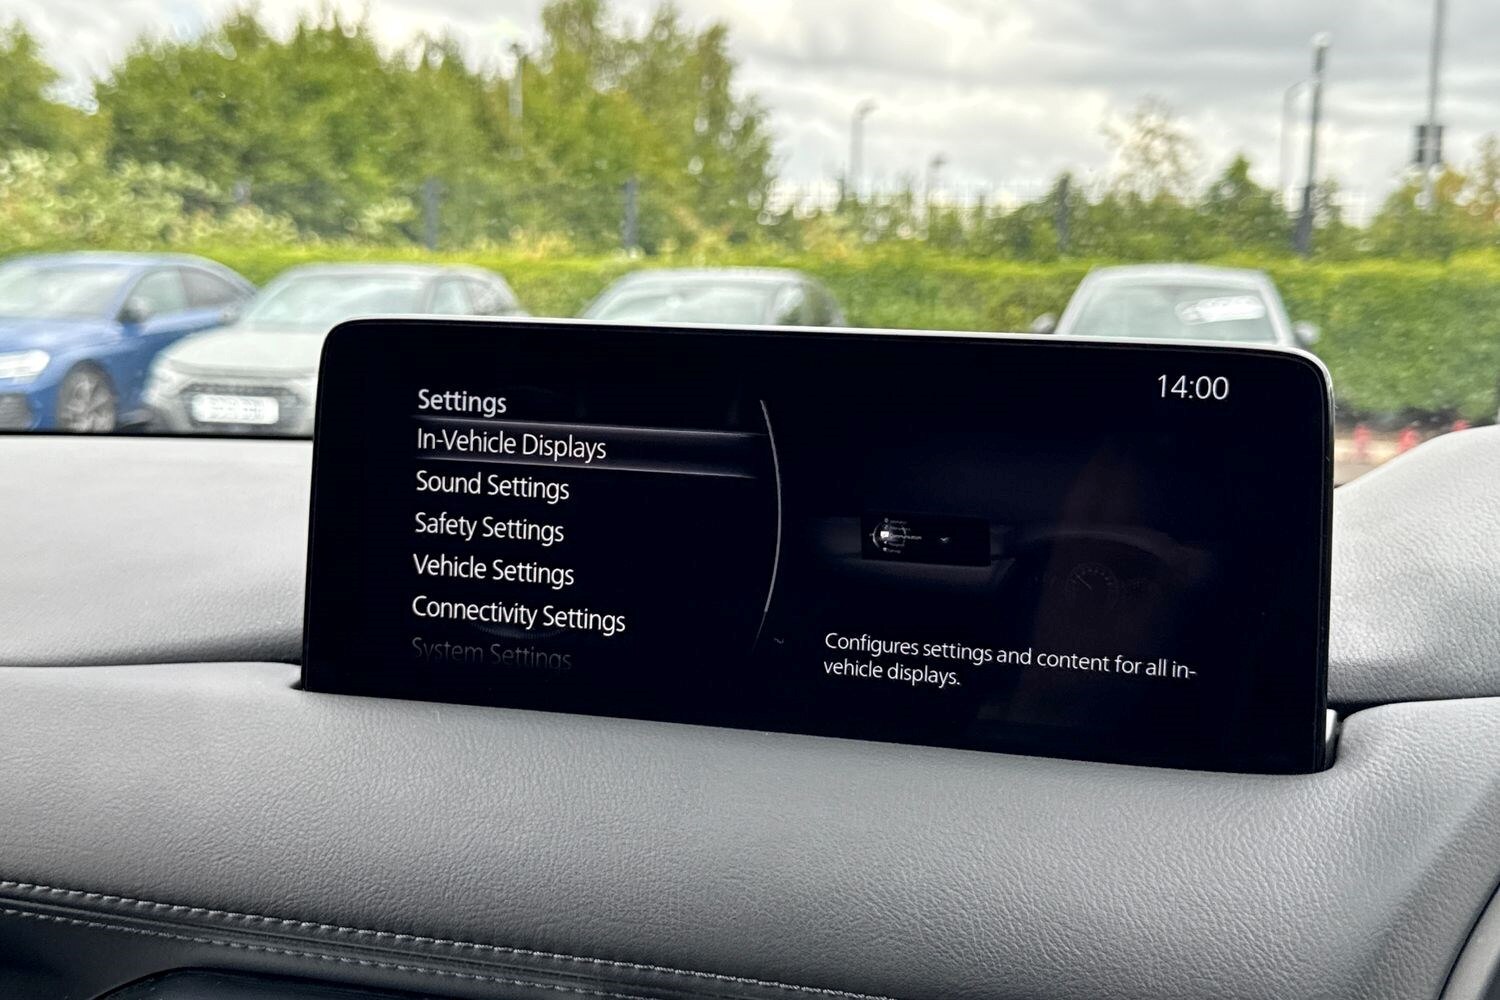 14:00
Settings
In-Vehicle Displays
Sound Settings
Safety Settings
Vehicle Settings
Connectivity Settings
System Settings
Configures settings and content for all in-
vehicle displays.